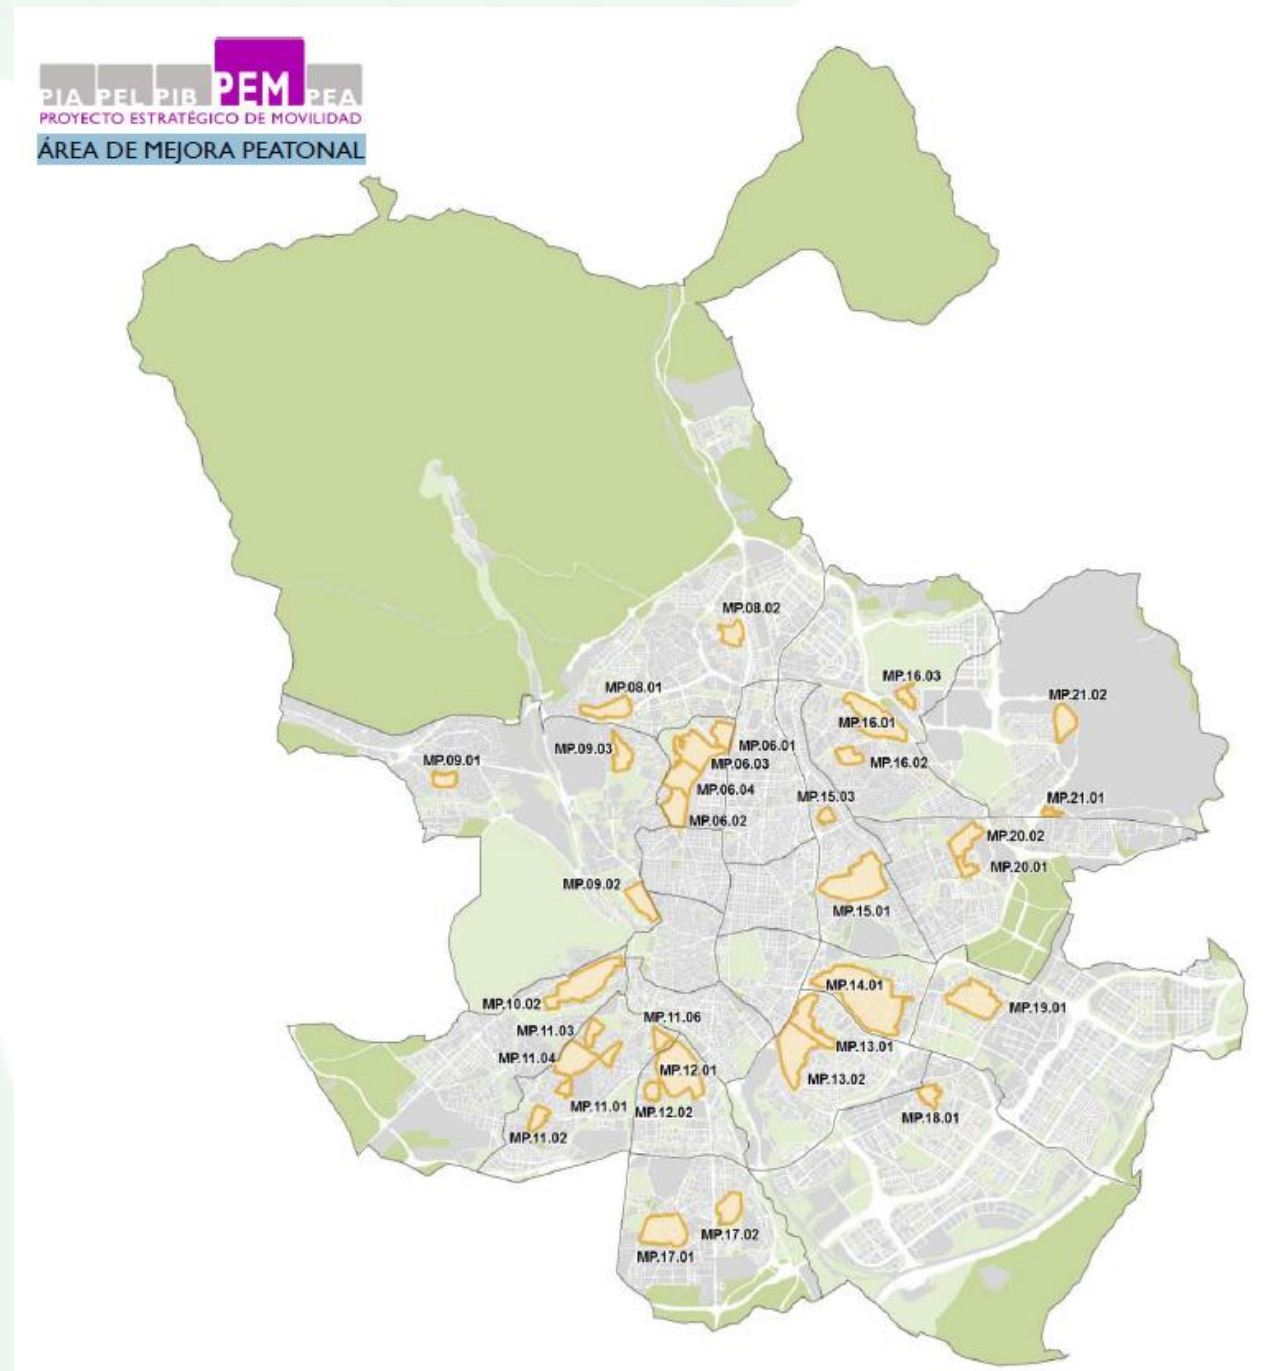 PIA PEL PIB PEM PEA
PROYECTO ESTRATÉGICO DE MOVILIDAD
ÁREA DE MEJORA PEATONAL
MP.08.02
MP.16.03
MP.08.01
MP.21.02
MP.16.01
MP.09.03
MP.06.01
MP.09.01
MP.06.03
MP.16.02
MP.06.04
MP.15.03
MP.21.01
MP.06.02
MP.20.02
MP.20.01
MP.09.02
MP.15.01
MP.14.01
MP.10.02
MP.19.01
MP.11.06
MP.11.03
MP.13.01
MP.11.04
MP.12.01
MP.13.02
MP.11.01
MP.12.02
MP.18.01
MP.11.02
MP.17.02
MP.17.01